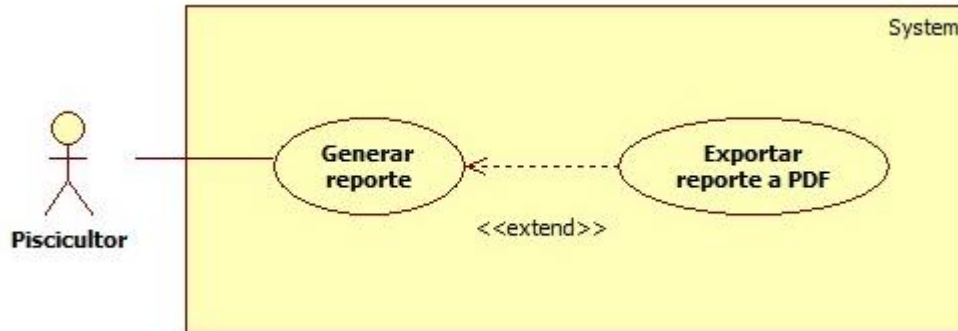 System
Generar
reporte
Exportar
reporte a PDF
<<extend>>
Piscicultor